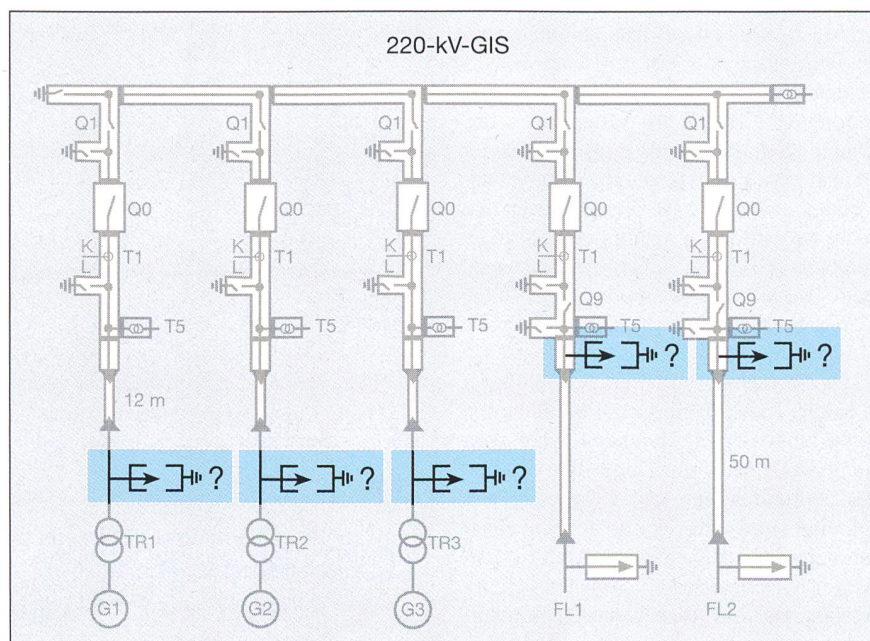 220-kV-GIS
Q1 Q1 Q1 Q1 Q1
Q0 Q0 Q0 Q0 Q0
K K K K K
T1 T1 T1 T1 T1
L L L L L
Q9 Q9
T5 T5 T5 T5 T5
? ?
12 m
50 m
? ? ?
TR1 TR2 TR3
G1 G2 G3 FL1 FL2